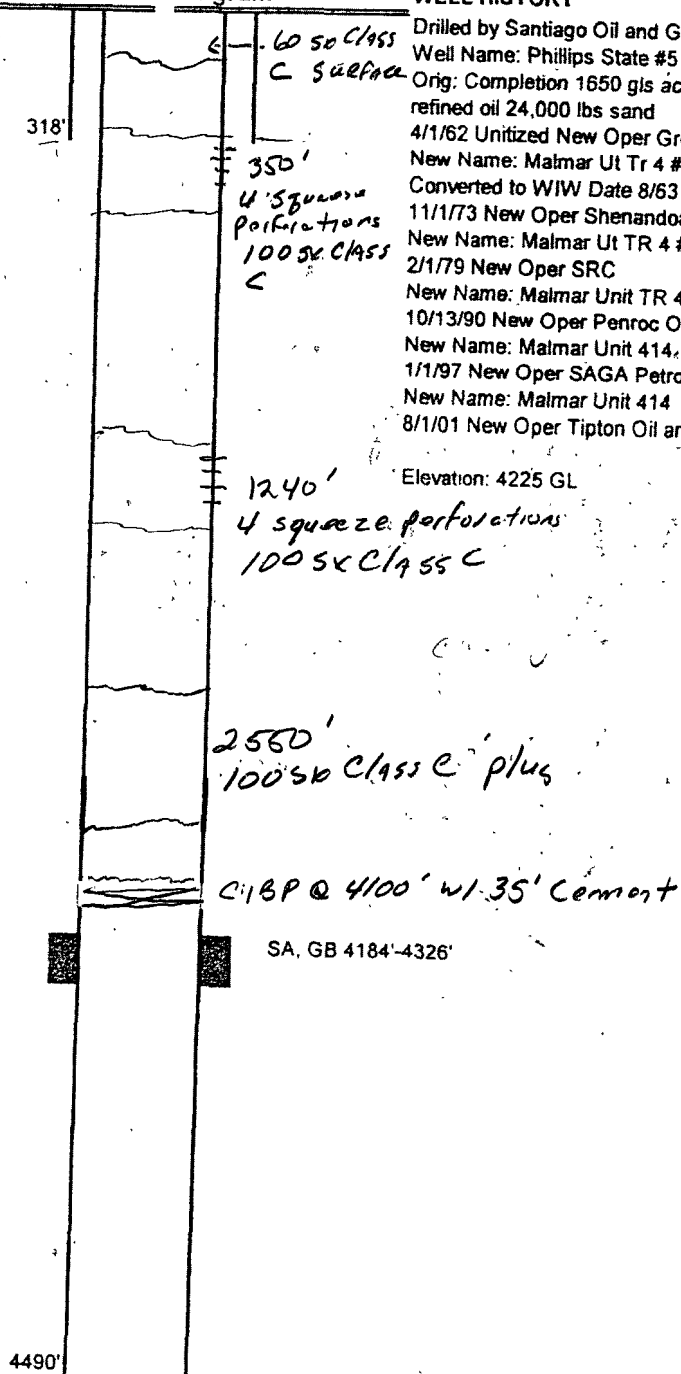 WELL HISTORY
Drilled by Santiago Oil and G
Well Name: Phillips State #5
Orig: Completion 1650 gls ac
refined oil 24,000 lbs sand
4/1/62 Unitized New Oper Gr
New Name: Malmar Ut Tr 4 #
Converted to WIW Date 8/63
11/1/73 New Oper Shenandoa
New Name: Malmar Ut TR 4 #
2/1/79 New Oper SRC
New Name: Malmar Unit TR 4
10/13/90 New Oper Penroc O
New Name: Malmar Unit 414,
1/1/97 New Oper SAGA Petro
New Name: Malmar Unit 414
8/1/01 New Oper Tipton Oil an
Elevation: 4225 GL
60 sx Class
C Surface
318'
350'
4 squeeze
perforations
100 sx Class
C
1240'
4 squeeze perforations
100 sx Class C
2550'
100 sx Class C plug
CIBP @ 4100' w/ 35' Cement
SA, GB 4184'-4326'
4490'